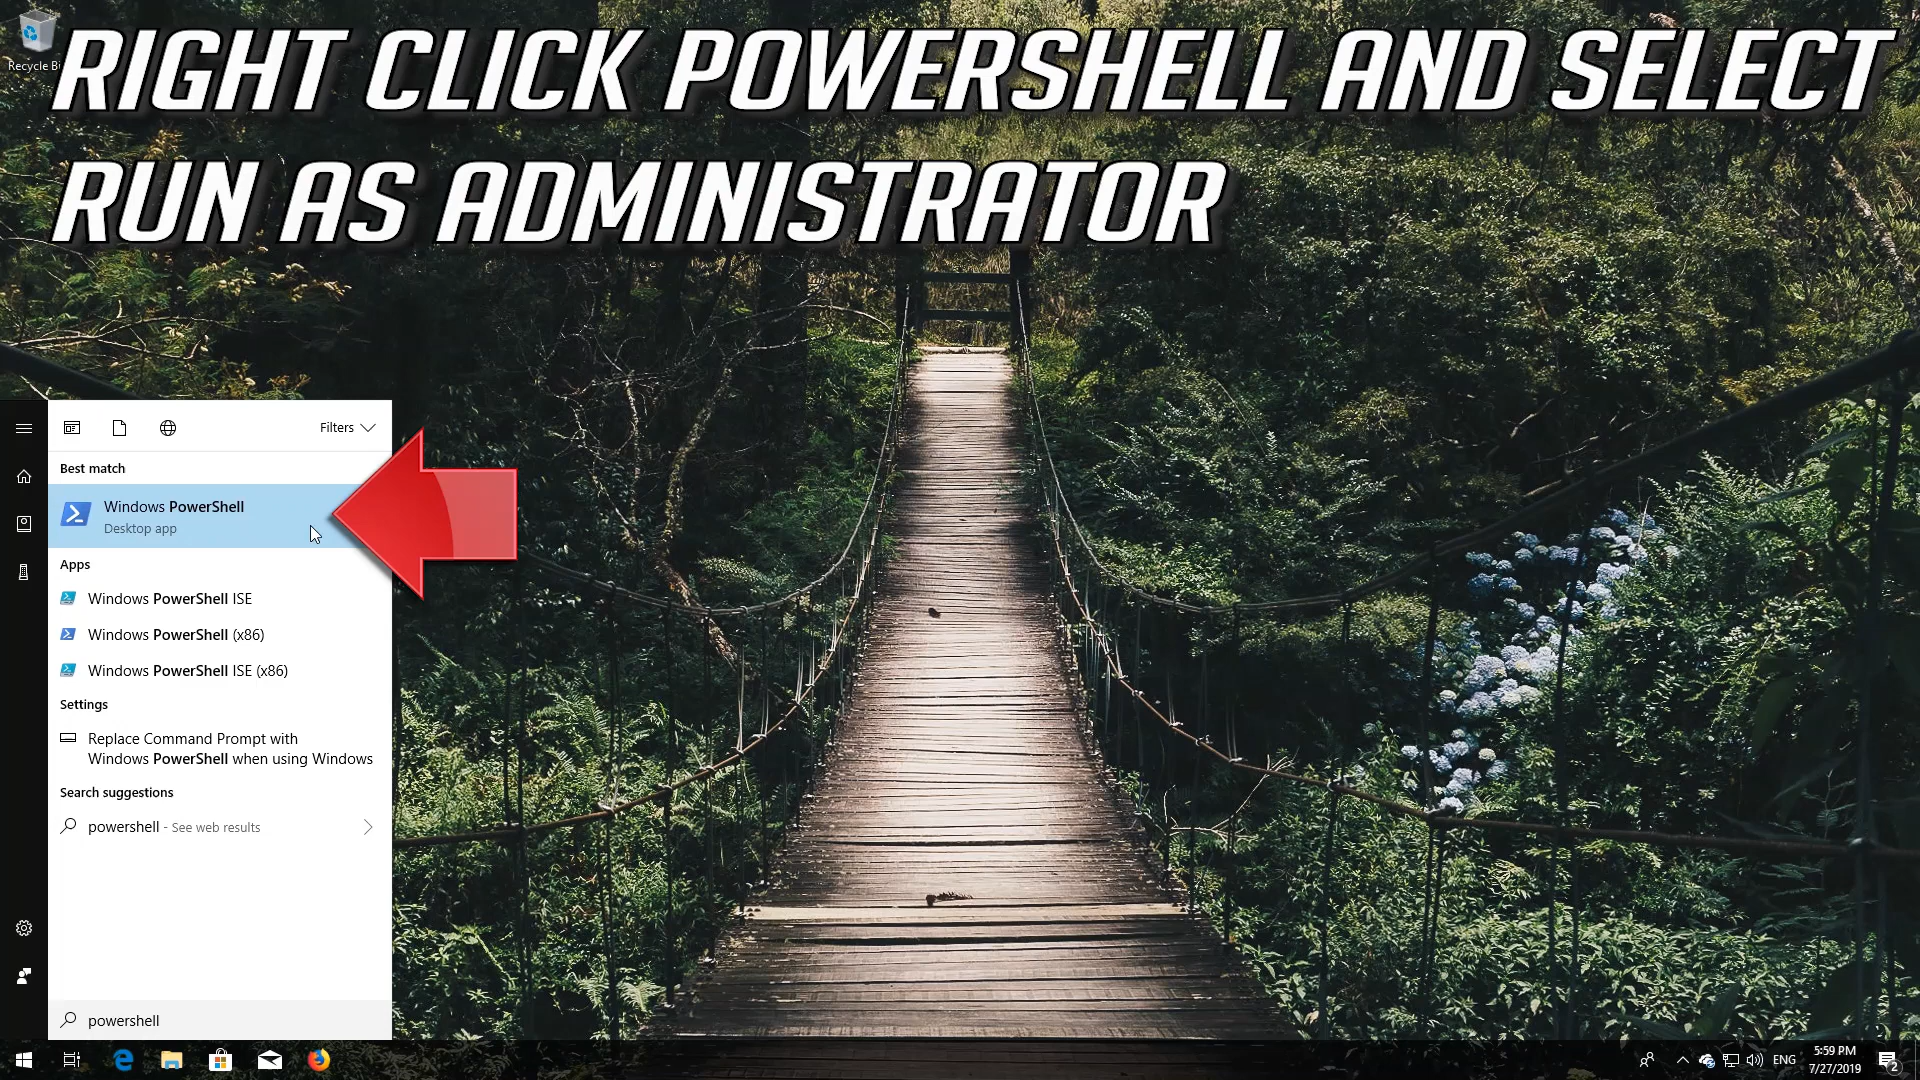 RIGHT CLICK POWERSHELL AND SELECT
RUN AS ADMINISTRATOR
Recycle Bi
Filters
Best match
Windows PowerShell
Desktop app
Apps
Windows PowerShell ISE
Windows PowerShell (x86)
Windows PowerShell ISE (x86)
Settings
Replace Command Prompt with
Windows PowerShell when using Windows
Search suggestions
powershell - See web results
powershell
ENG
5:59 PM
7/27/2019
2